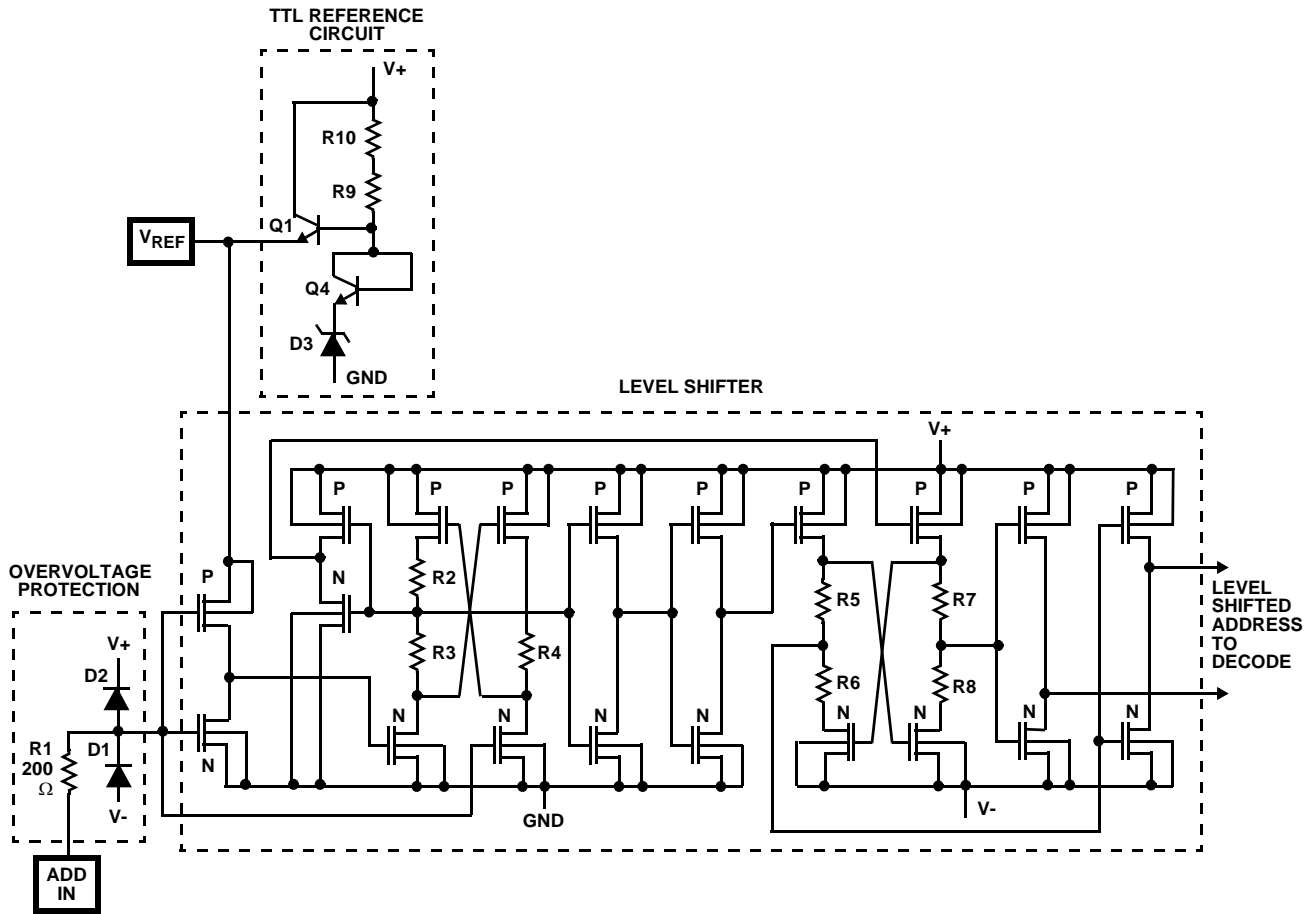 TTL REFERENCE
CIRCUIT
V+
R10
R9
Q1
VREF
Q4
D3
GND
LEVEL SHIFTER
V+
P P P P P P P P P
OVERVOLTAGE
PROTECTION
P
N
R2
R5
R7
LEVEL
SHIFTED
ADDRESS
TO
DECODE
V+
R3
R4
D2
R6
R8
N N N N N N N N
R1
200
Ω
D1
N
V-
GND
V-
ADD
IN